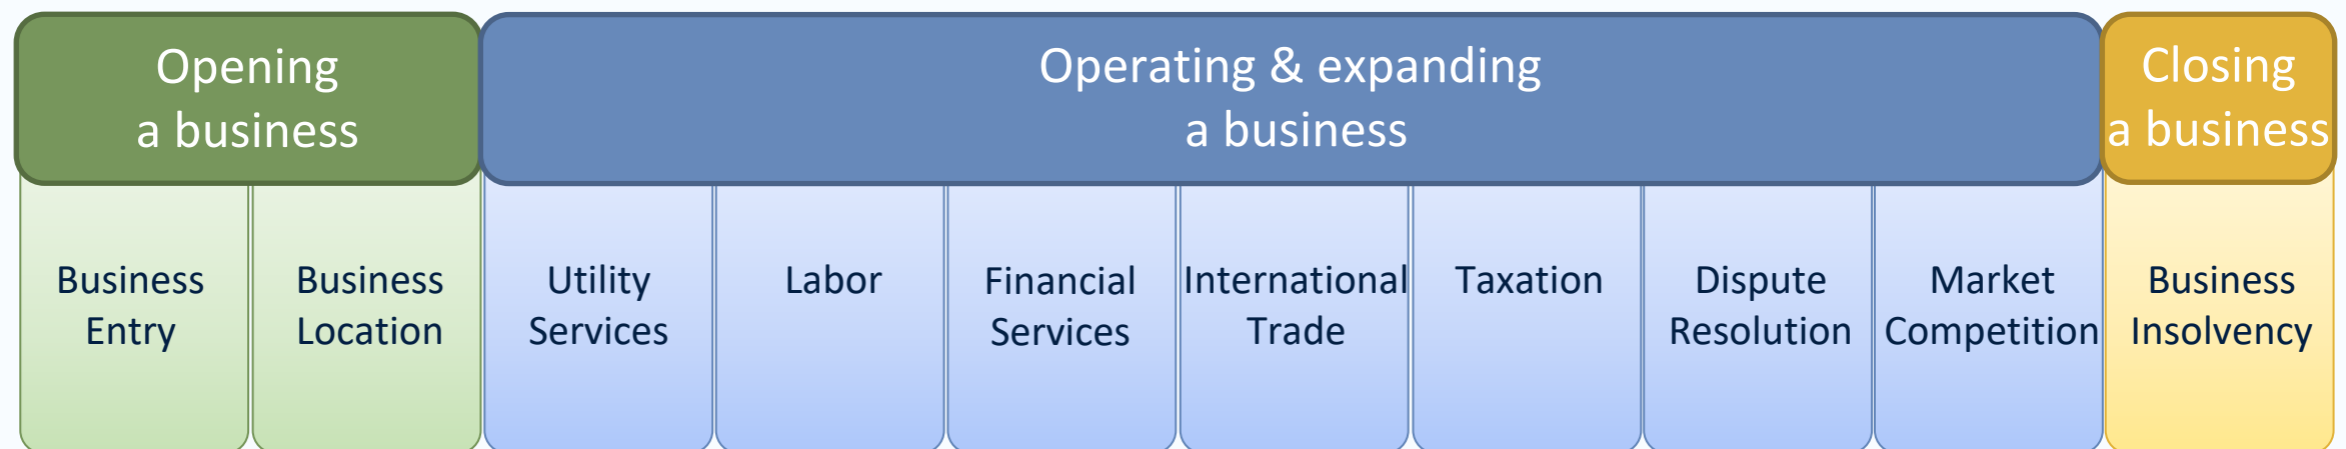 Opening
a business
Operating & expanding
a business
Closing
a business
Business
Entry
Business
Location
Utility
Services
Labor
Financial
Services
International
Trade
Taxation
Dispute
Resolution
Market
Competition
Business
Insolvency